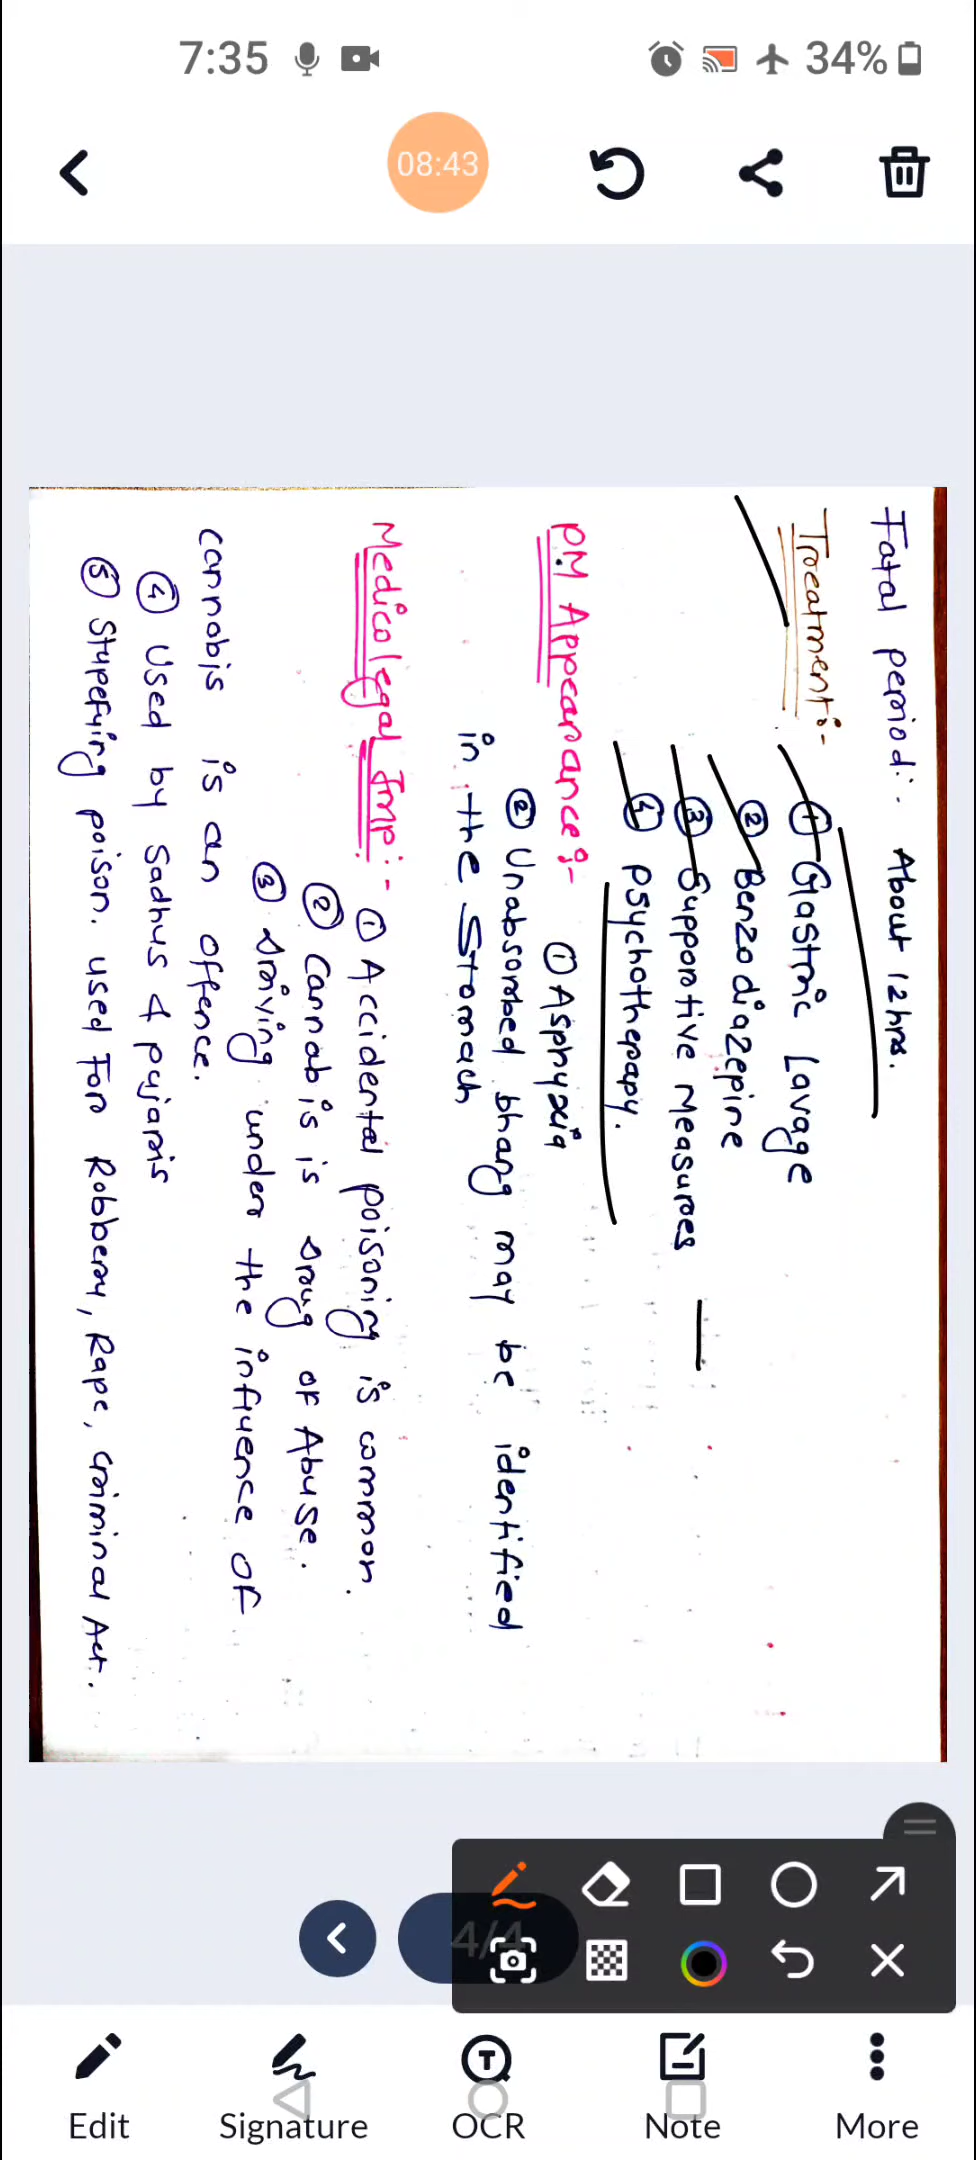 7:35
34%
08:43
Fatal period:- About 12 hrs.
Treatment:- ① Gastric Lavage
② Benzodiazepine
③ Supportive Measures
④ Psychotherapy.
PM Appearance:- ① Asphyxia
② Unabsorbed bhang may be identified
in the Stomach
Medicolegal Imp:- ① Accidental poisoning is common.
② Cannabis is Drug of Abuse.
③ Driving under the influence of
cannabis is an offence.
④ Used by Sadhus & pujaris
⑤ Stupefying poison. used For Robbery, Rape, Criminal Act.
4/4
Edit
Signature
OCR
Note
More